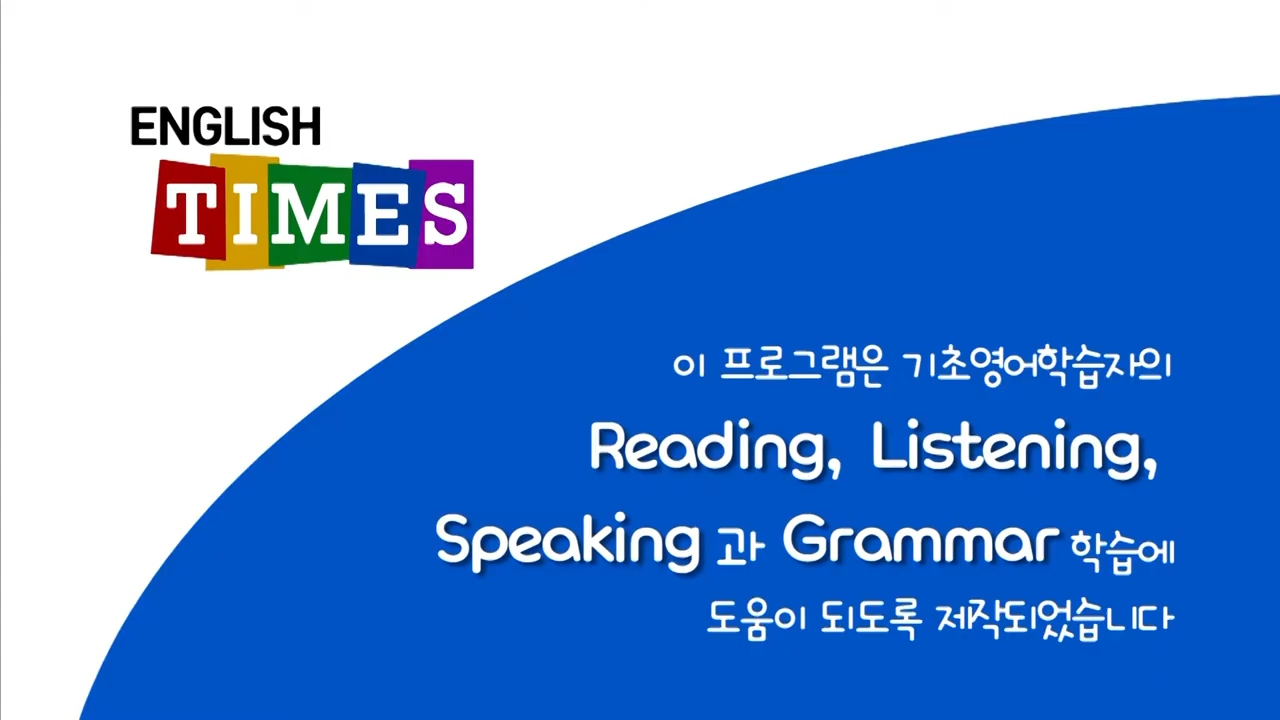 ENGLISH
TIMES
이 프로그램은 기초영어학습자의
Reading, Listening,
Speaking 과 Grammar 학습에
도움이 되도록 제작되었습니다